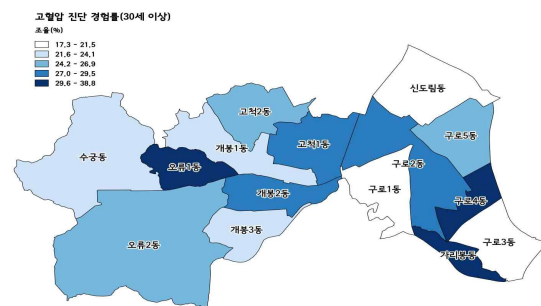 고혈압 진단 경험률(30세 이상)
조율(%)
17.3 - 21.5
21.6 - 24.1
24.2 - 26.9
27.0 - 29.5
29.6 - 38.8
신도림동
고척2동
구로5동
개봉1동
고척1동
수궁동
오류1동
구로2동
개봉2동
구로1동
구로4동
개봉3동
오류2동
구로3동
가리봉동